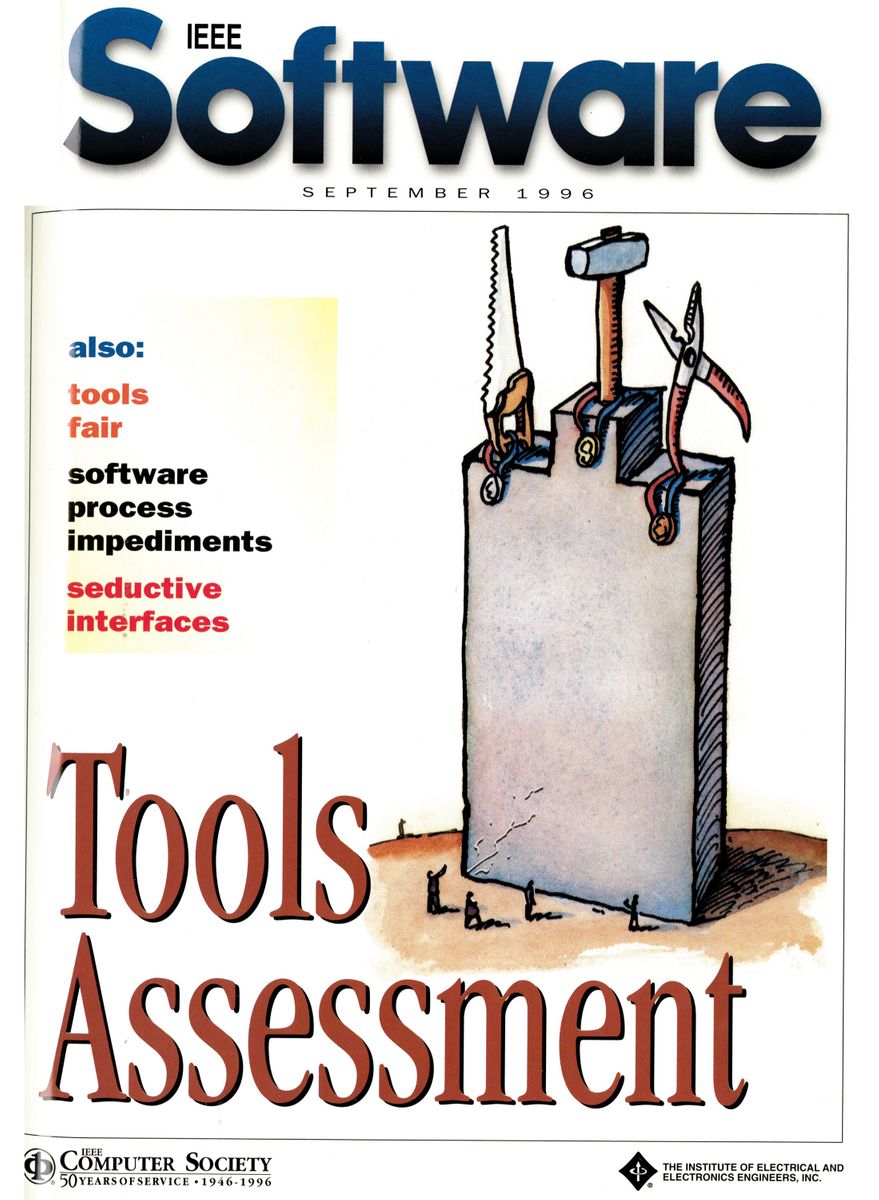 IEEE
Software
SEPTEMBER 1996
also:
tools
fair
software
process
impediments
seductive
interfaces
Tools
Assessment
IEEE
COMPUTER SOCIETY
50 YEARS OF SERVICE • 1946-1996
THE INSTITUTE OF ELECTRICAL AND
ELECTRONICS ENGINEERS, INC.